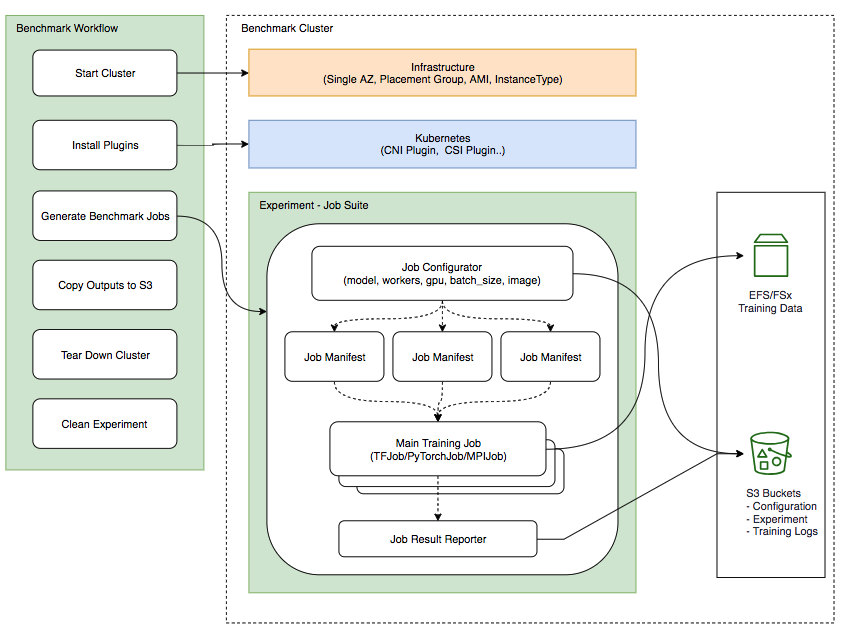 Benchmark Workflow
Start Cluster
Install Plugins
Generate Benchmark Jobs
Copy Outputs to S3
Tear Down Cluster
Clean Experiment
Benchmark Cluster
Infrastructure
(Single AZ, Placement Group, AMI, InstanceType)
Kubernetes
(CNI Plugin,  CSI Plugin..)
Experiment - Job Suite
Job Configurator
(model, workers, gpu, batch_size, image)
Job Manifest
Job Manifest
Job Manifest
Main Training Job
(TFJob/PyTorchJob/MPIJob)
Job Result Reporter
EFS/FSx
Training Data
S3 Buckets
- Configuration
- Experiment
- Training Logs